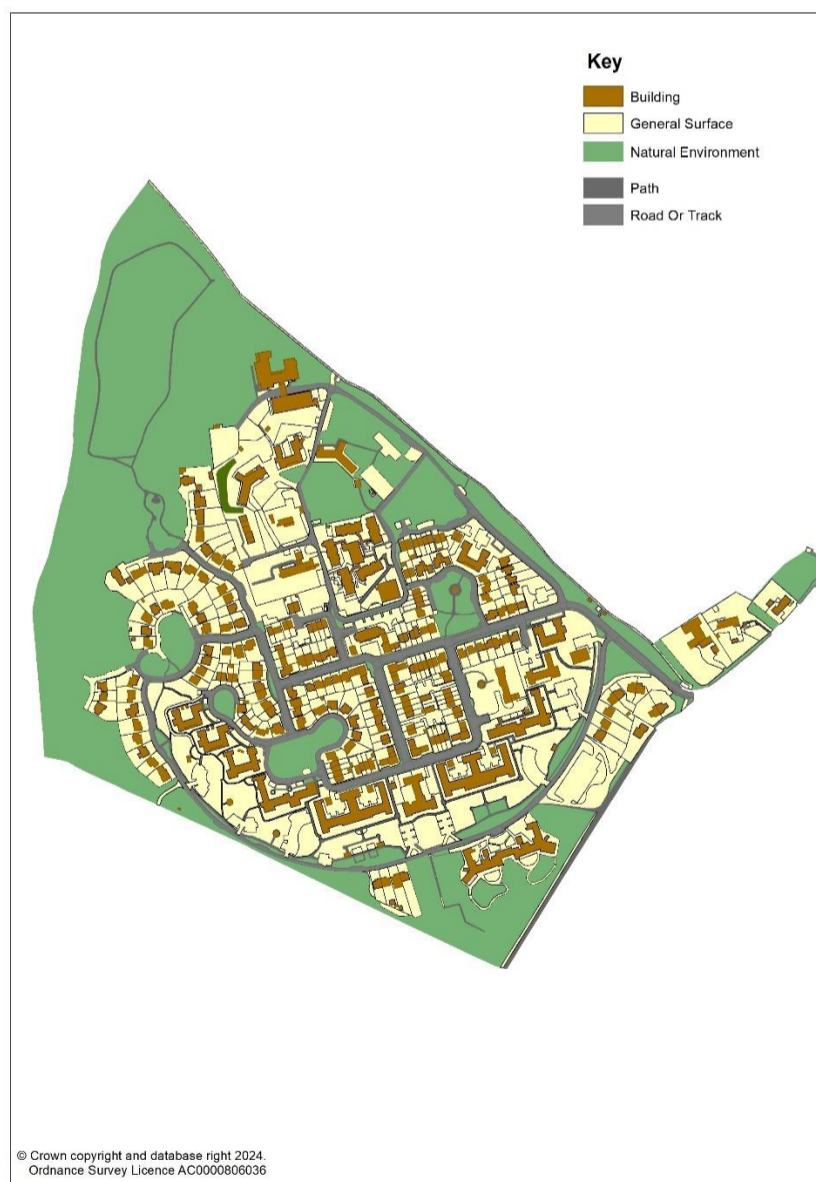 Key
Building
General Surface
Natural Environment
Path
Road Or Track
© Crown copyright and database right 2024.
Ordnance Survey Licence AC0000806036